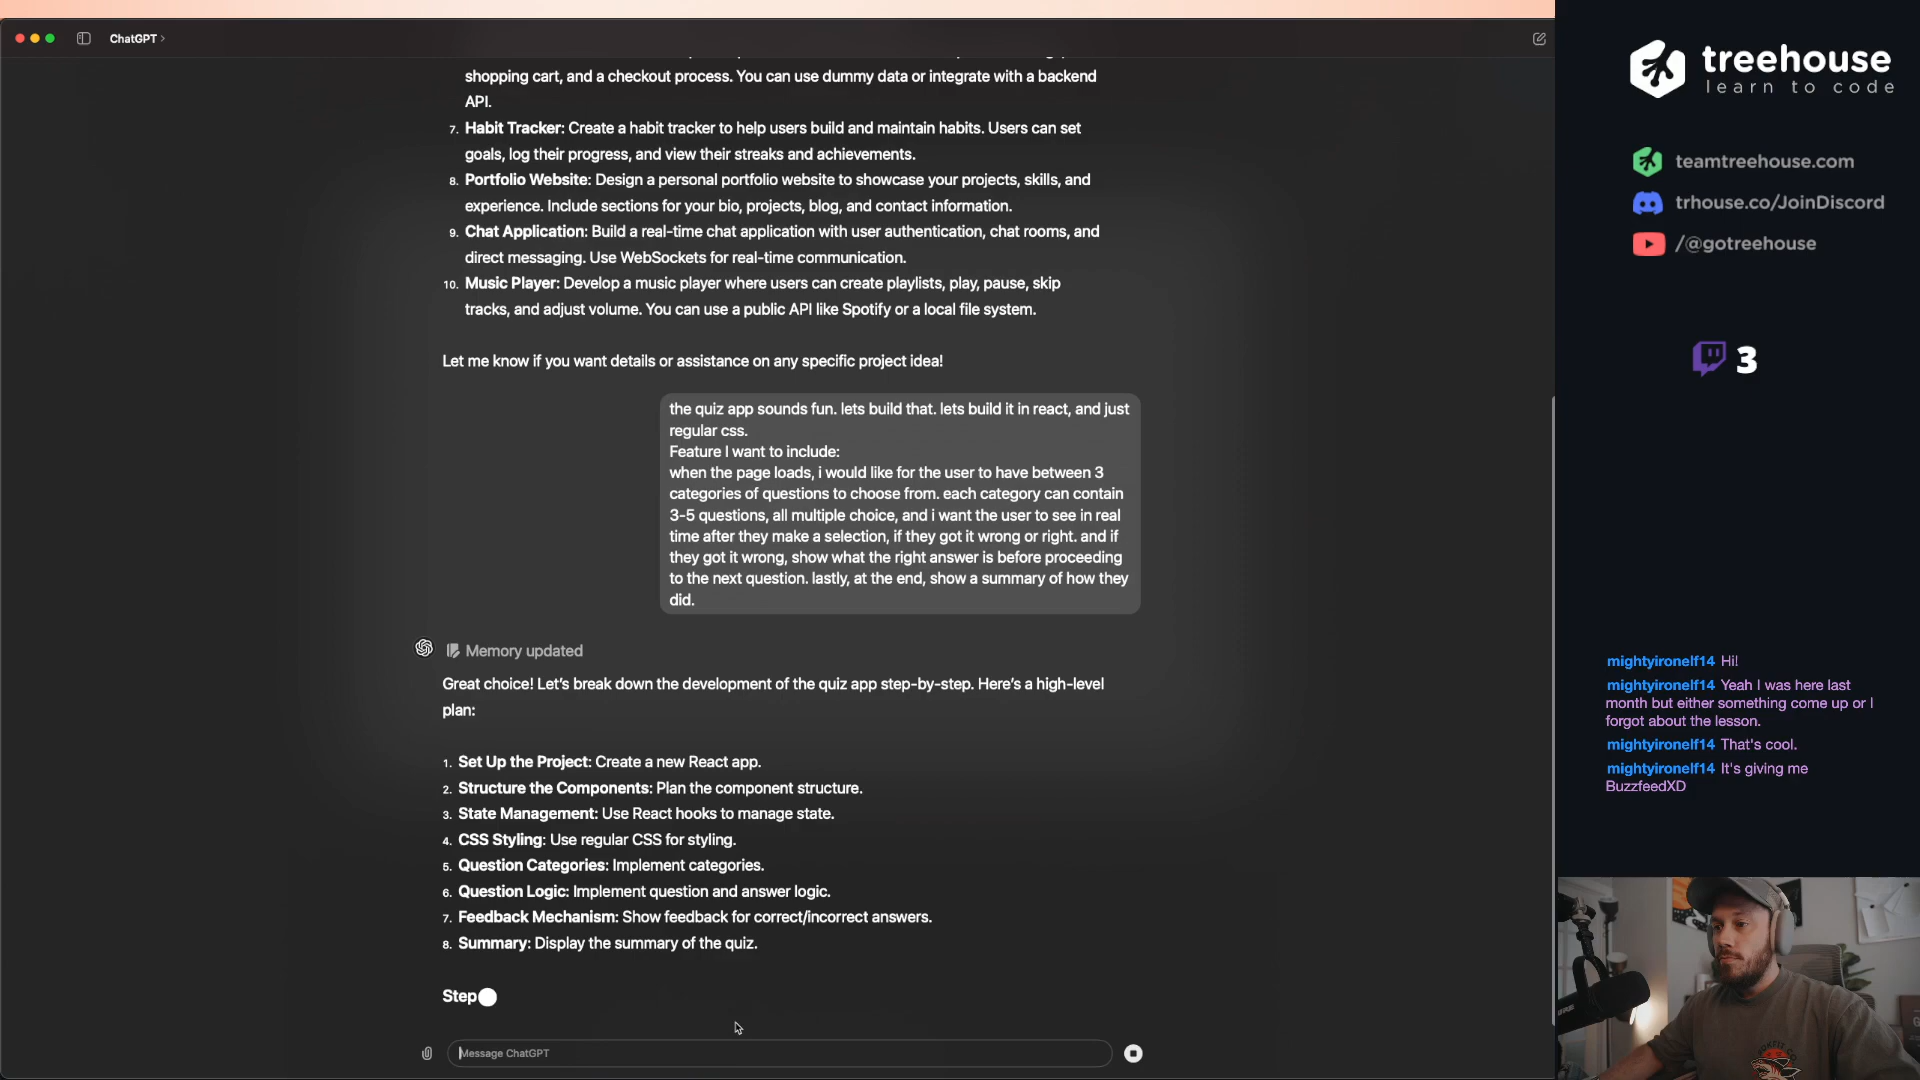 ChatGPT >
shopping cart, and a checkout process. You can use dummy data or integrate with a backend
API.
7. Habit Tracker: Create a habit tracker to help users build and maintain habits. Users can set
goals, log their progress, and view their streaks and achievements.
8. Portfolio Website: Design a personal portfolio website to showcase your projects, skills, and
experience. Include sections for your bio, projects, blog, and contact information.
9. Chat Application: Build a real-time chat application with user authentication, chat rooms, and
direct messaging. Use WebSockets for real-time communication.
10. Music Player: Develop a music player where users can create playlists, play, pause, skip
tracks, and adjust volume. You can use a public API like Spotify or a local file system.
Let me know if you want details or assistance on any specific project idea!
the quiz app sounds fun. lets build that. lets build it in react, and just
regular css.
Feature I want to include:
when the page loads, i would like for the user to have between 3
categories of questions to choose from. each category can contain
3-5 questions, all multiple choice, and i want the user to see in real
time after they make a selection, if they got it wrong or right. and if
they got it wrong, show what the right answer is before proceeding
to the next question. lastly, at the end, show a summary of how they
did.
Memory updated
Great choice! Let's break down the development of the quiz app step-by-step. Here's a high-level
plan:
1. Set Up the Project: Create a new React app.
2. Structure the Components: Plan the component structure.
3. State Management: Use React hooks to manage state.
4. CSS Styling: Use regular CSS for styling.
5. Question Categories: Implement categories.
6. Question Logic: Implement question and answer logic.
7. Feedback Mechanism: Show feedback for correct/incorrect answers.
8. Summary: Display the summary of the quiz.
Step
Message ChatGPT
treehouse
learn to code
teamtreehouse.com
trhouse.co/JoinDiscord
/@gotreehouse
3
mightyironelf14 Hi!
mightyironelf14 Yeah I was here last
month but either something come up or I
forgot about the lesson.
mightyironelf14 That's cool.
mightyironelf14 It's giving me
BuzzfeedXD